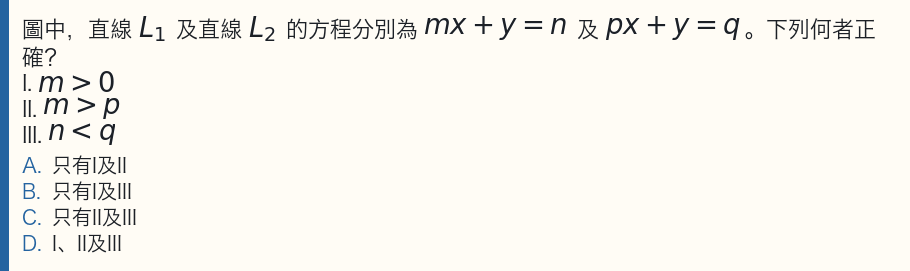 圖中，直線 L₁ 及直線 L₂ 的方程分別為 mx + y = n 及 px + y = q。下列何者正
確?
I. m > 0
II. m > p
III. n < q
A. 只有I及II
B. 只有I及III
C. 只有II及III
D. I、II及III